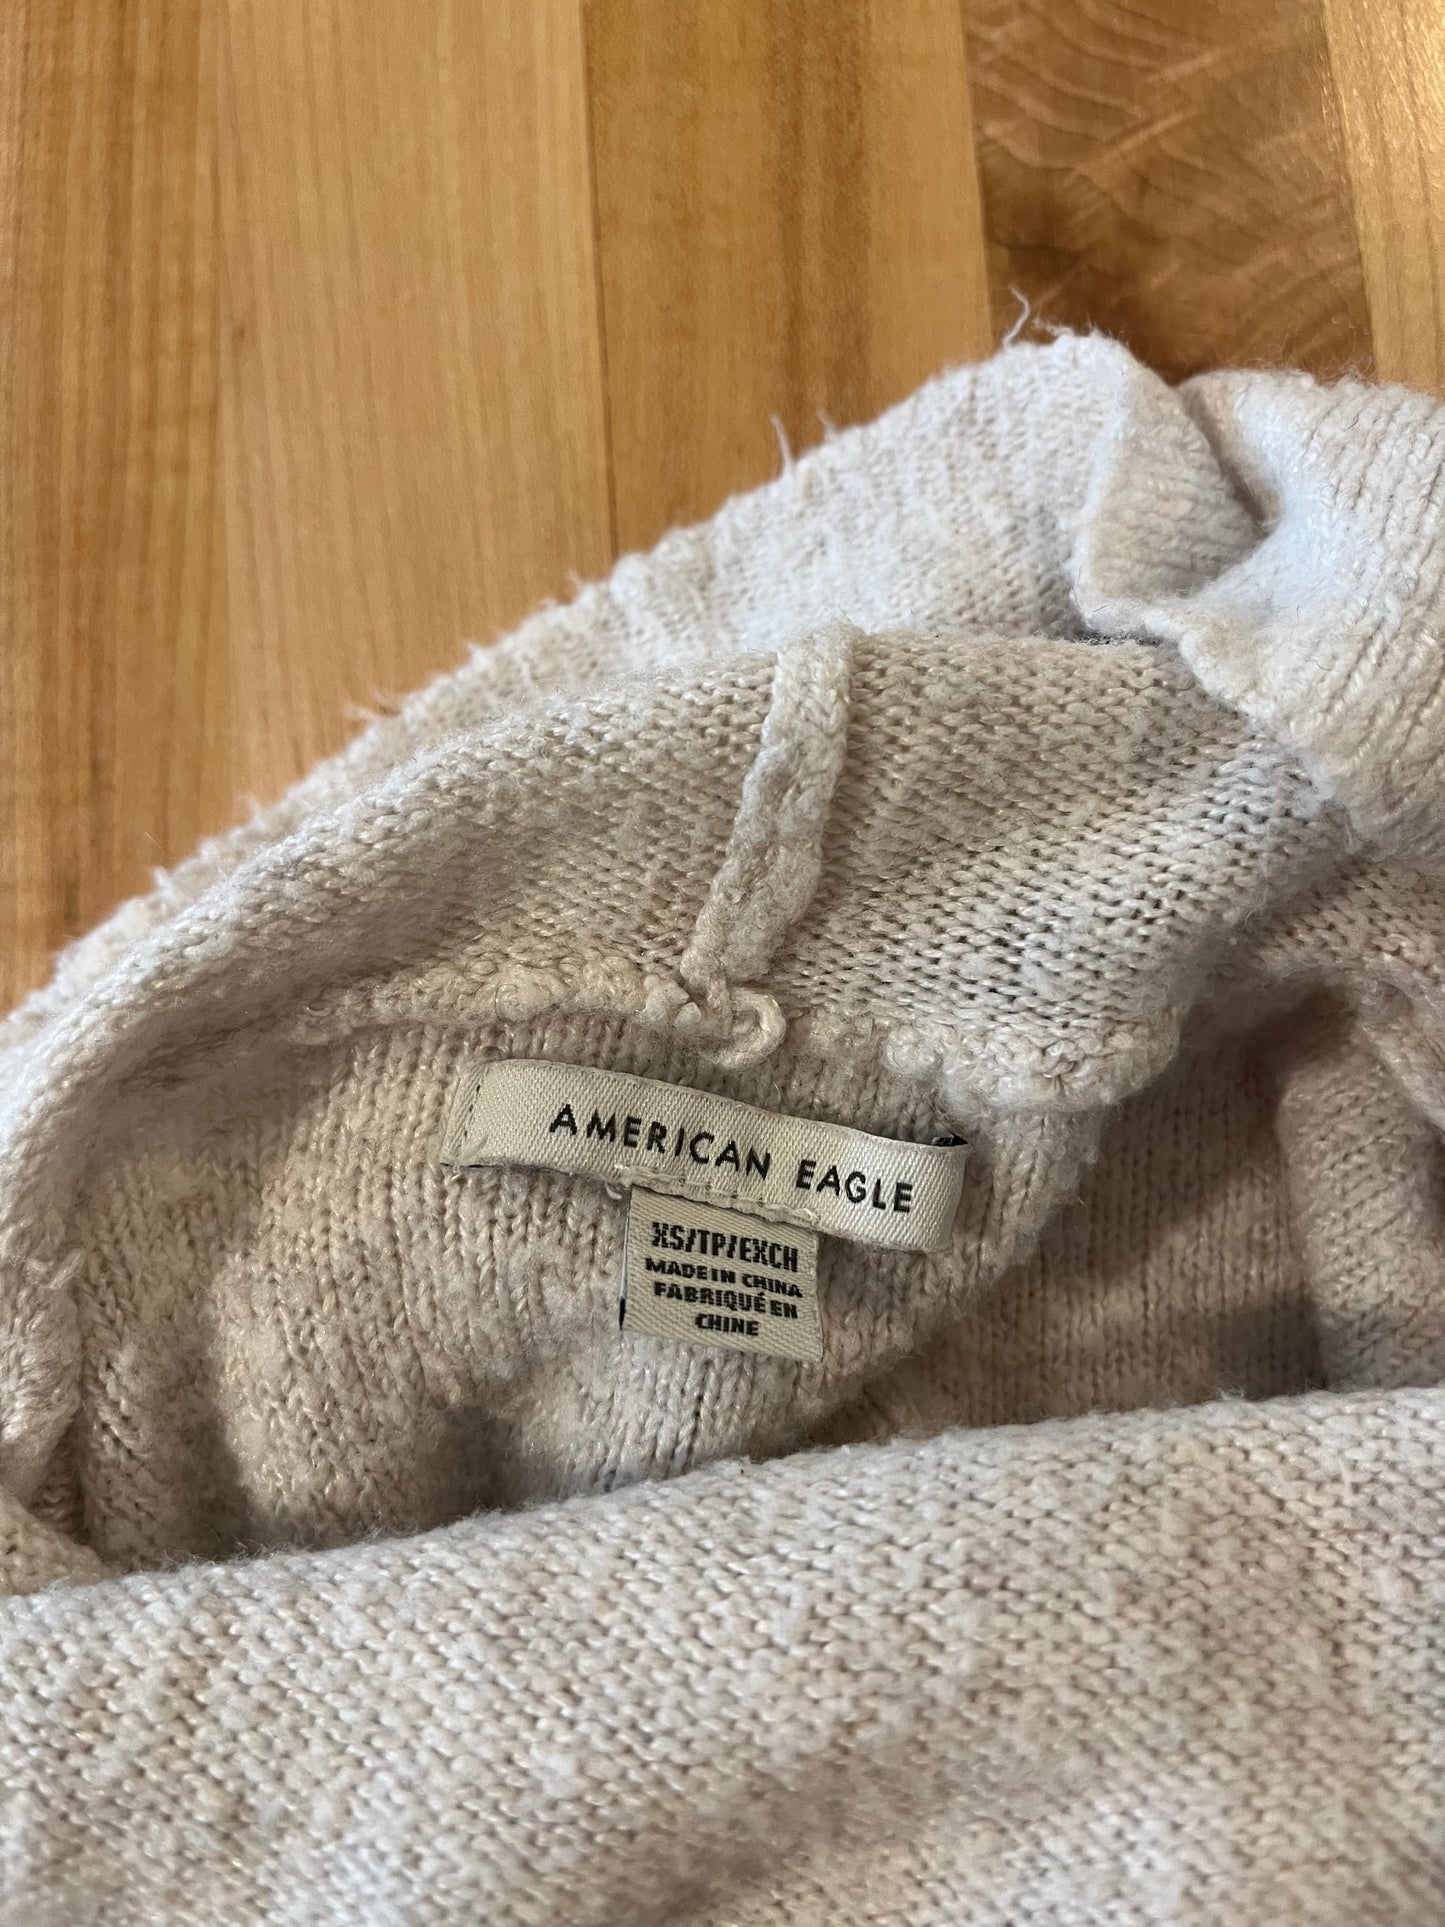 AMERICAN EAGLE
XS/TP/EXCH
MADE IN CHINA
FABRIQUÉ EN
CHINE